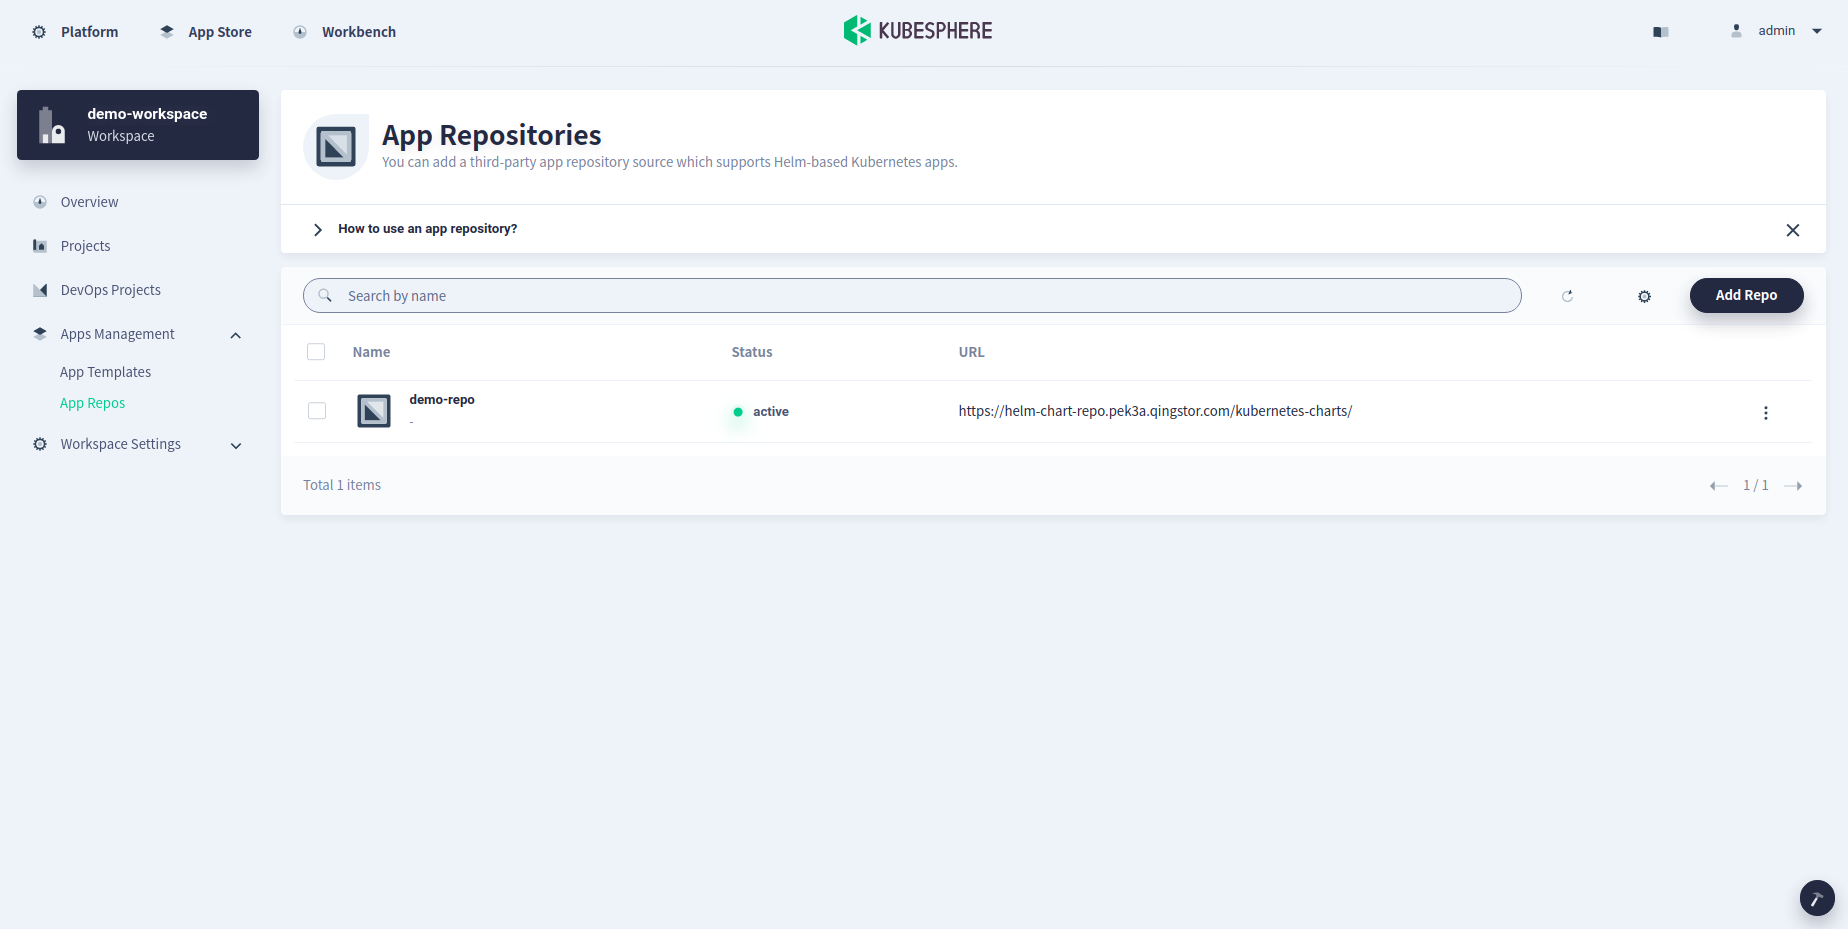 Platform
App Store
Workbench
KUBESPHERE
admin
demo-workspace
Workspace
Overview
Projects
DevOps Projects
Apps Management
App Templates
App Repos
Workspace Settings
App Repositories
You can add a third-party app repository source which supports Helm-based Kubernetes apps.
How to use an app repository?
Search by name
Add Repo
Name Status URL
demo-repo
-
active
https://helm-chart-repo.pek3a.qingstor.com/kubernetes-charts/
Total 1 items
1 / 1